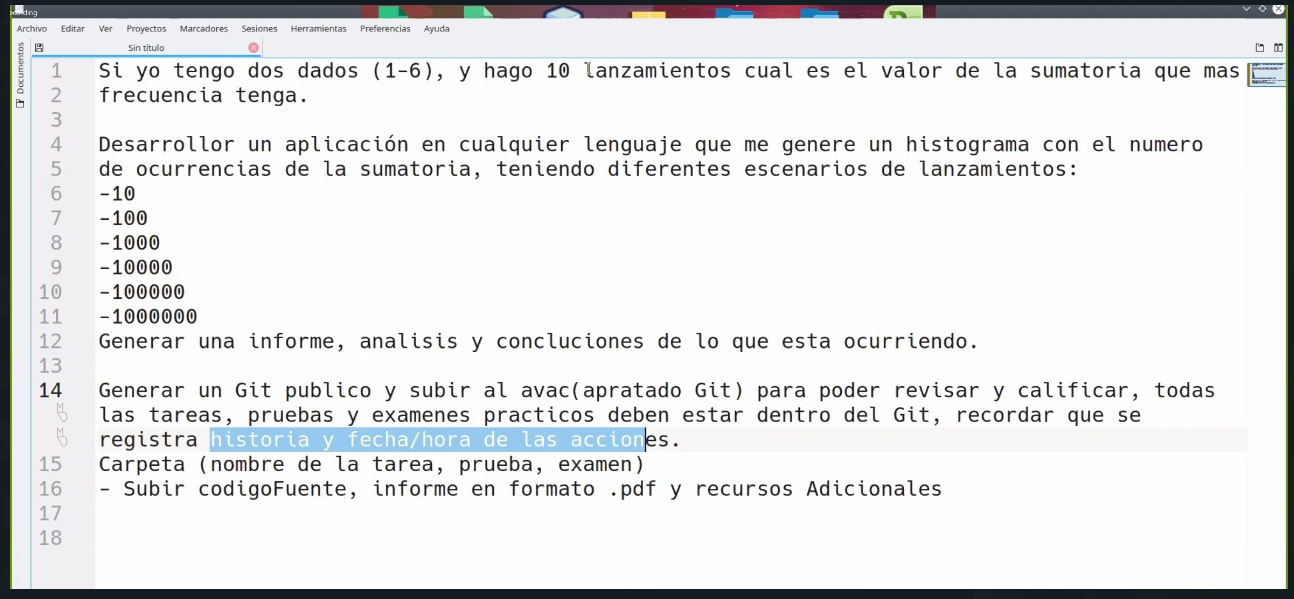 Archivo Editar Ver Proyectos Marcadores Sesiones Herramientas Preferencias Ayuda
Sin título
Documentos
1 Si yo tengo dos dados (1-6), y hago 10 lanzamientos cual es el valor de la sumatoria que mas
2 frecuencia tenga.
3
4 Desarrollor un aplicación en cualquier lenguaje que me genere un histograma con el numero
5 de ocurrencias de la sumatoria, teniendo diferentes escenarios de lanzamientos:
6 -10
7 -100
8 -1000
9 -10000
10 -100000
11 -1000000
12 Generar una informe, analisis y concluciones de lo que esta ocurriendo.
13
14 Generar un Git publico y subir al avac(apratado Git) para poder revisar y calificar, todas
las tareas, pruebas y examenes practicos deben estar dentro del Git, recordar que se
registra historia y fecha/hora de las acciones.
15 Carpeta (nombre de la tarea, prueba, examen)
16 - Subir codigoFuente, informe en formato .pdf y recursos Adicionales
17
18